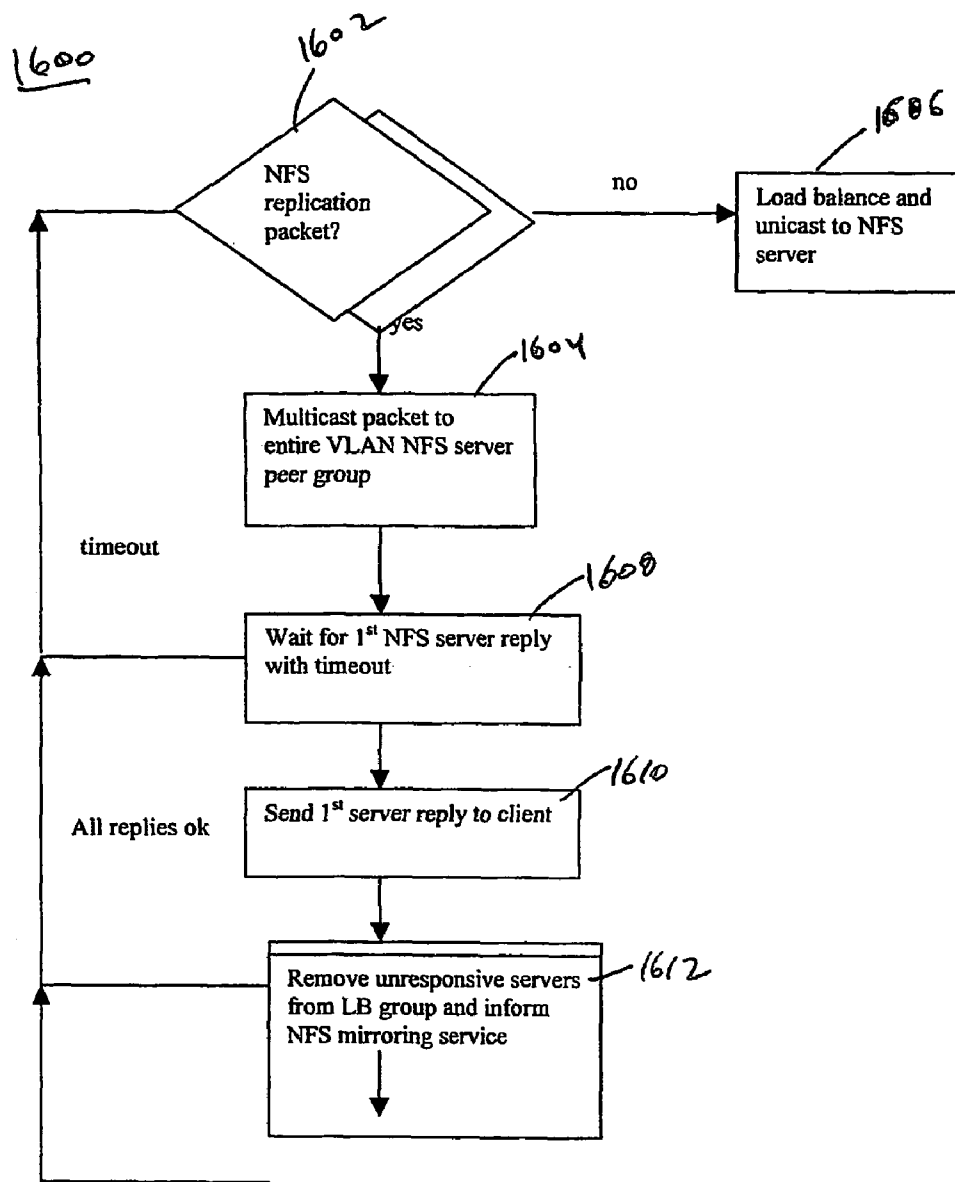 1600
1602
NFS
replication
packet?
no
1606
Load balance and
unicast to NFS
server
yes
1604
Multicast packet to
entire VLAN NFS server
peer group
timeout
1608
Wait for 1st NFS server reply
with timeout
1610
Send 1st server reply to client
All replies ok
1612
Remove unresponsive servers
from LB group and inform
NFS mirroring service